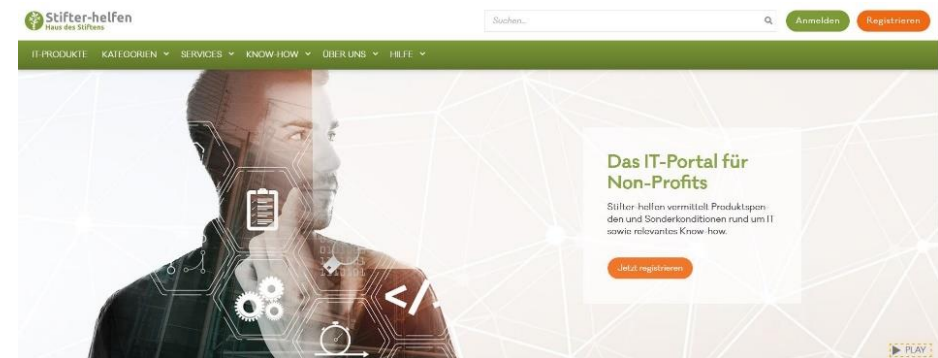 Stifter-helfen
Haus des Stiftens
Suchen...
Anmelden
Registrieren
IT-PRODUKTE KATEGORIEN SERVICES KNOW-HOW ÜBER UNS HILFE
Das IT-Portal für
Non-Profits
Stifter-helfen vermittelt Produktspen-
den und Sonderkonditionen rund um IT
sowie relevantes Know-how.
Jetzt registrieren
</>
PLAY